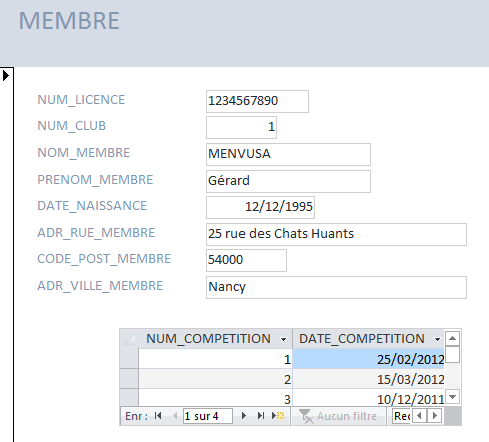 MEMBRE
NUM_LICENCE 1234567890
NUM_CLUB 1
NOM_MEMBRE MENVUSA
PRENOM_MEMBRE Gérard
DATE_NAISSANCE 12/12/1995
ADR_RUE_MEMBRE 25 rue des Chats Huants
CODE_POST_MEMBRE 54000
ADR_VILLE_MEMBRE Nancy
NUM_COMPETITION DATE_COMPETITION
1 25/02/2012
2 15/03/2012
3 10/12/2011
Enr : 1 sur 4 Aucun filtre Rec